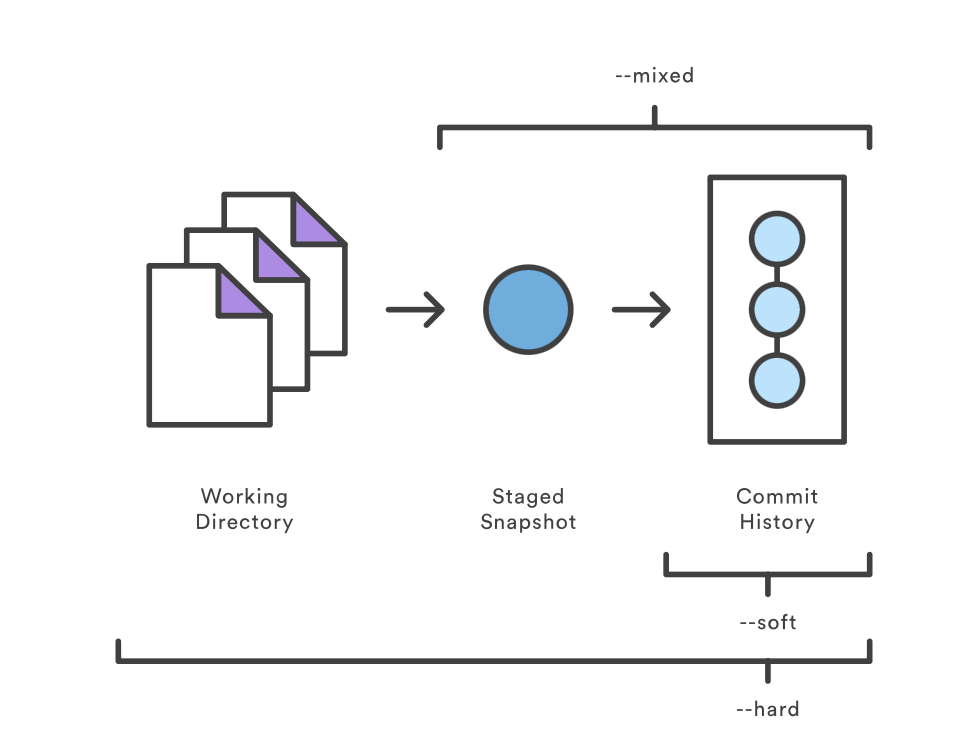 --mixed
Working
Directory
Staged
Snapshot
Commit
History
--soft
--hard